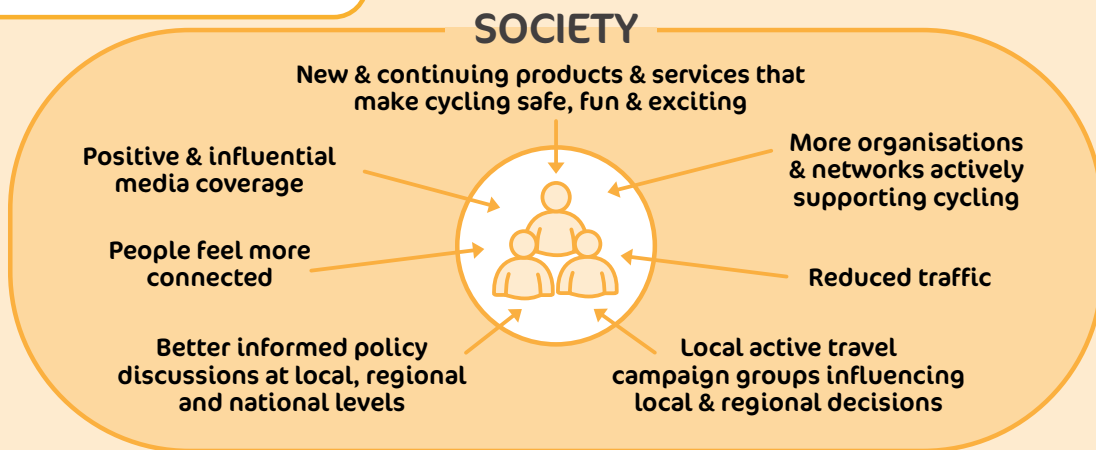 SOCIETY
New & continuing products & services that
make cycling safe, fun & exciting
Positive & influential
media coverage
More organisations
& networks actively
supporting cycling
People feel more
connected
Reduced traffic
Better informed policy
discussions at local, regional
and national levels
Local active travel
campaign groups influencing
local & regional decisions